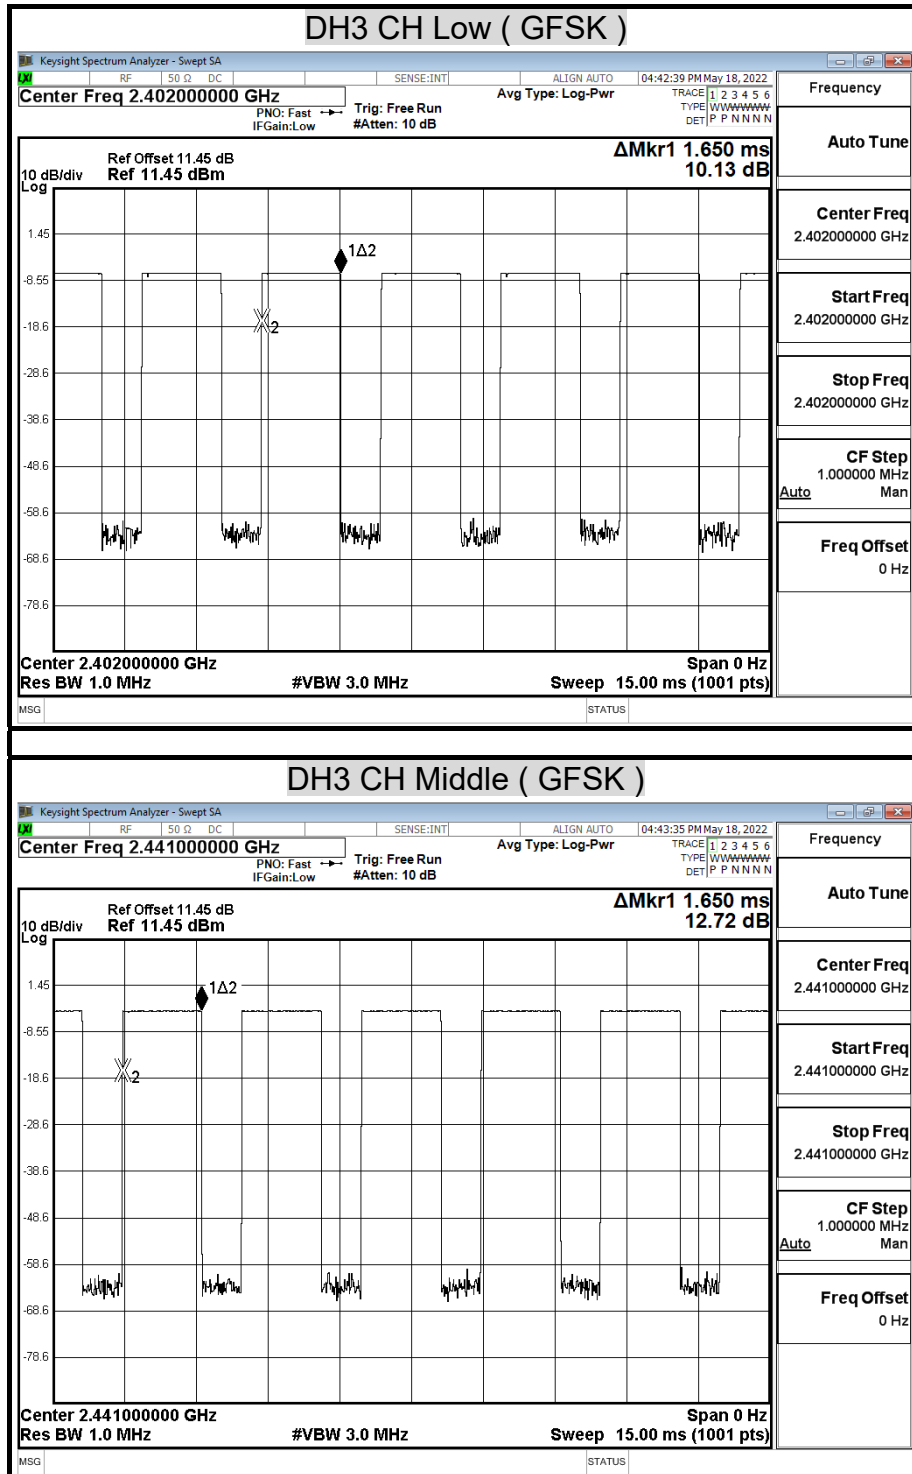 DH3 CH Low ( GFSK )
Keysight Spectrum Analyzer - Swept SA
LXI RF 50 Ω DC SENSE:INT ALIGN AUTO 04:42:39 PM May 18, 2022
Center Freq 2.402000000 GHz
PNO: Fast
IFGain:Low
Trig: Free Run
#Atten: 10 dB
Avg Type: Log-Pwr
TRACE 1 2 3 4 5 6
TYPE WWWWWW
DET P P N N N N
Frequency
Auto Tune
Center Freq
2.402000000 GHz
Start Freq
2.402000000 GHz
Stop Freq
2.402000000 GHz
CF Step
1.000000 MHz
Auto Man
Freq Offset
0 Hz
ΔMkr1 1.650 ms
10.13 dB
Ref Offset 11.45 dB
10 dB/div Ref 11.45 dBm
Log
1.45
-8.55
-18.6
-28.6
-38.6
-48.6
-58.6
-68.6
-78.6
1Δ2
2
Center 2.402000000 GHz Span 0 Hz
Res BW 1.0 MHz #VBW 3.0 MHz Sweep 15.00 ms (1001 pts)
MSG STATUS
DH3 CH Middle ( GFSK )
Keysight Spectrum Analyzer - Swept SA
LXI RF 50 Ω DC SENSE:INT ALIGN AUTO 04:43:35 PM May 18, 2022
Center Freq 2.441000000 GHz
PNO: Fast
IFGain:Low
Trig: Free Run
#Atten: 10 dB
Avg Type: Log-Pwr
TRACE 1 2 3 4 5 6
TYPE WWWWWW
DET P P N N N N
Frequency
Auto Tune
Center Freq
2.441000000 GHz
Start Freq
2.441000000 GHz
Stop Freq
2.441000000 GHz
CF Step
1.000000 MHz
Auto Man
Freq Offset
0 Hz
ΔMkr1 1.650 ms
12.72 dB
Ref Offset 11.45 dB
10 dB/div Ref 11.45 dBm
Log
1.45
-8.55
-18.6
-28.6
-38.6
-48.6
-58.6
-68.6
-78.6
1Δ2
2
Center 2.441000000 GHz Span 0 Hz
Res BW 1.0 MHz #VBW 3.0 MHz Sweep 15.00 ms (1001 pts)
MSG STATUS